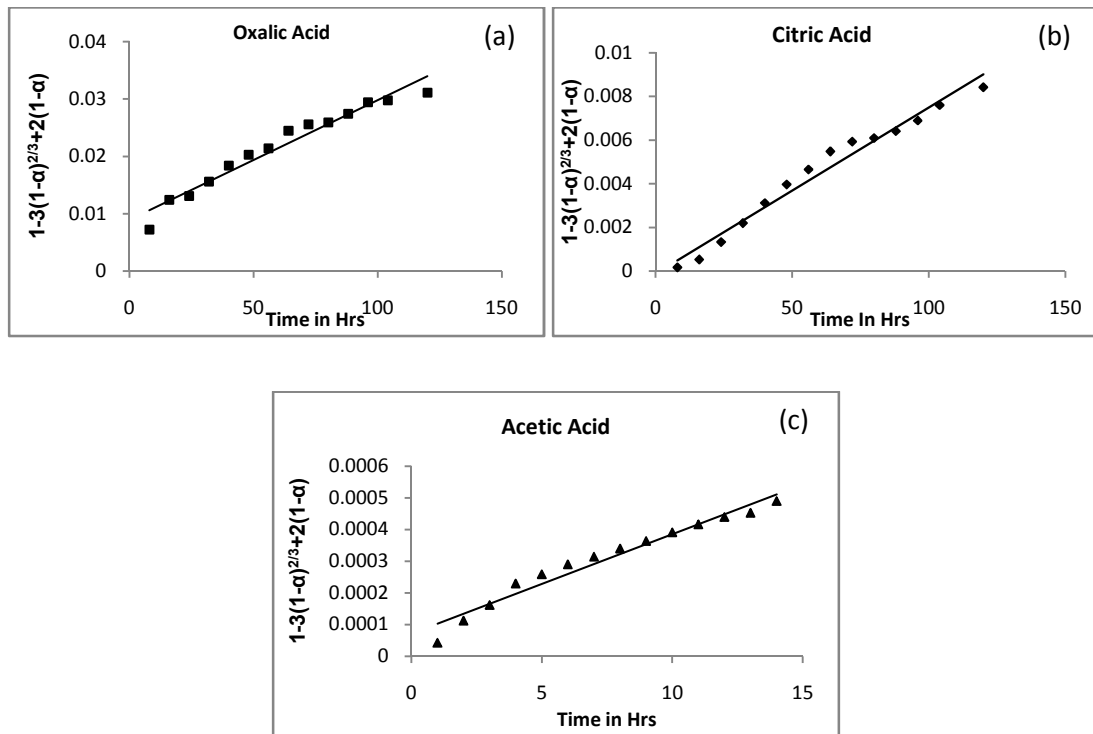 Oxalic Acid
(a)
1-3(1-α)^2/3+2(1-α)
0.04
0.03
0.02
0.01
0
0 50 100 150
Time in Hrs
Citric Acid
(b)
1-3(1-α)^2/3+2(1-α)
0.01
0.008
0.006
0.004
0.002
0
0 50 100 150
Time In Hrs
Acetic Acid
(c)
1-3(1-α)^2/3+2(1-α)
0.0006
0.0005
0.0004
0.0003
0.0002
0.0001
0
0 5 10 15
Time in Hrs